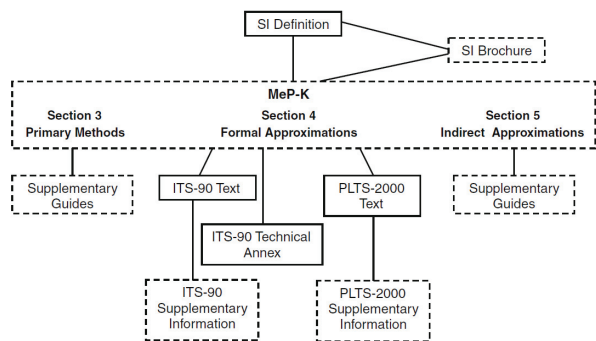 SI Definition
SI Brochure
MeP-K
Section 3
Primary Methods
Section 4
Formal Approximations
Section 5
Indirect Approximations
Supplementary
Guides
ITS-90 Text
PLTS-2000
Text
Supplementary
Guides
ITS-90 Technical
Annex
ITS-90
Supplementary
Information
PLTS-2000
Supplementary
Information